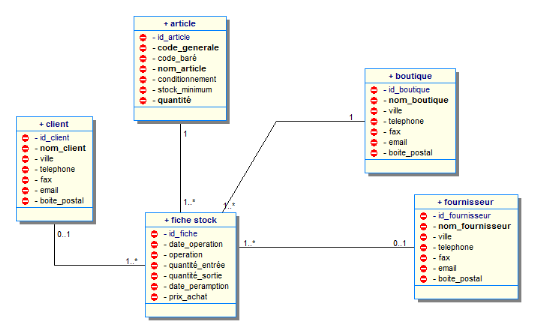 + article
- id_article
- code_generale
- code_baré
- nom_article
- conditionnement
- stock_minimum
- quantité
+ boutique
- id_boutique
- nom_boutique
- ville
- telephone
- fax
- email
- boite_postal
+ client
- id_client
- nom_client
- ville
- telephone
- fax
- email
- boite_postal
1
1
1..*
1..*
+ fournisseur
- id_fournisseur
- nom_fournisseur
- ville
- telephone
- fax
- email
- boite_postal
+ fiche stock
- id_fiche
- date_operation
- operation
- quantité_entrée
- quantité_sortie
- date_peramption
- prix_achat
0..1
1..*
1..*
0..1